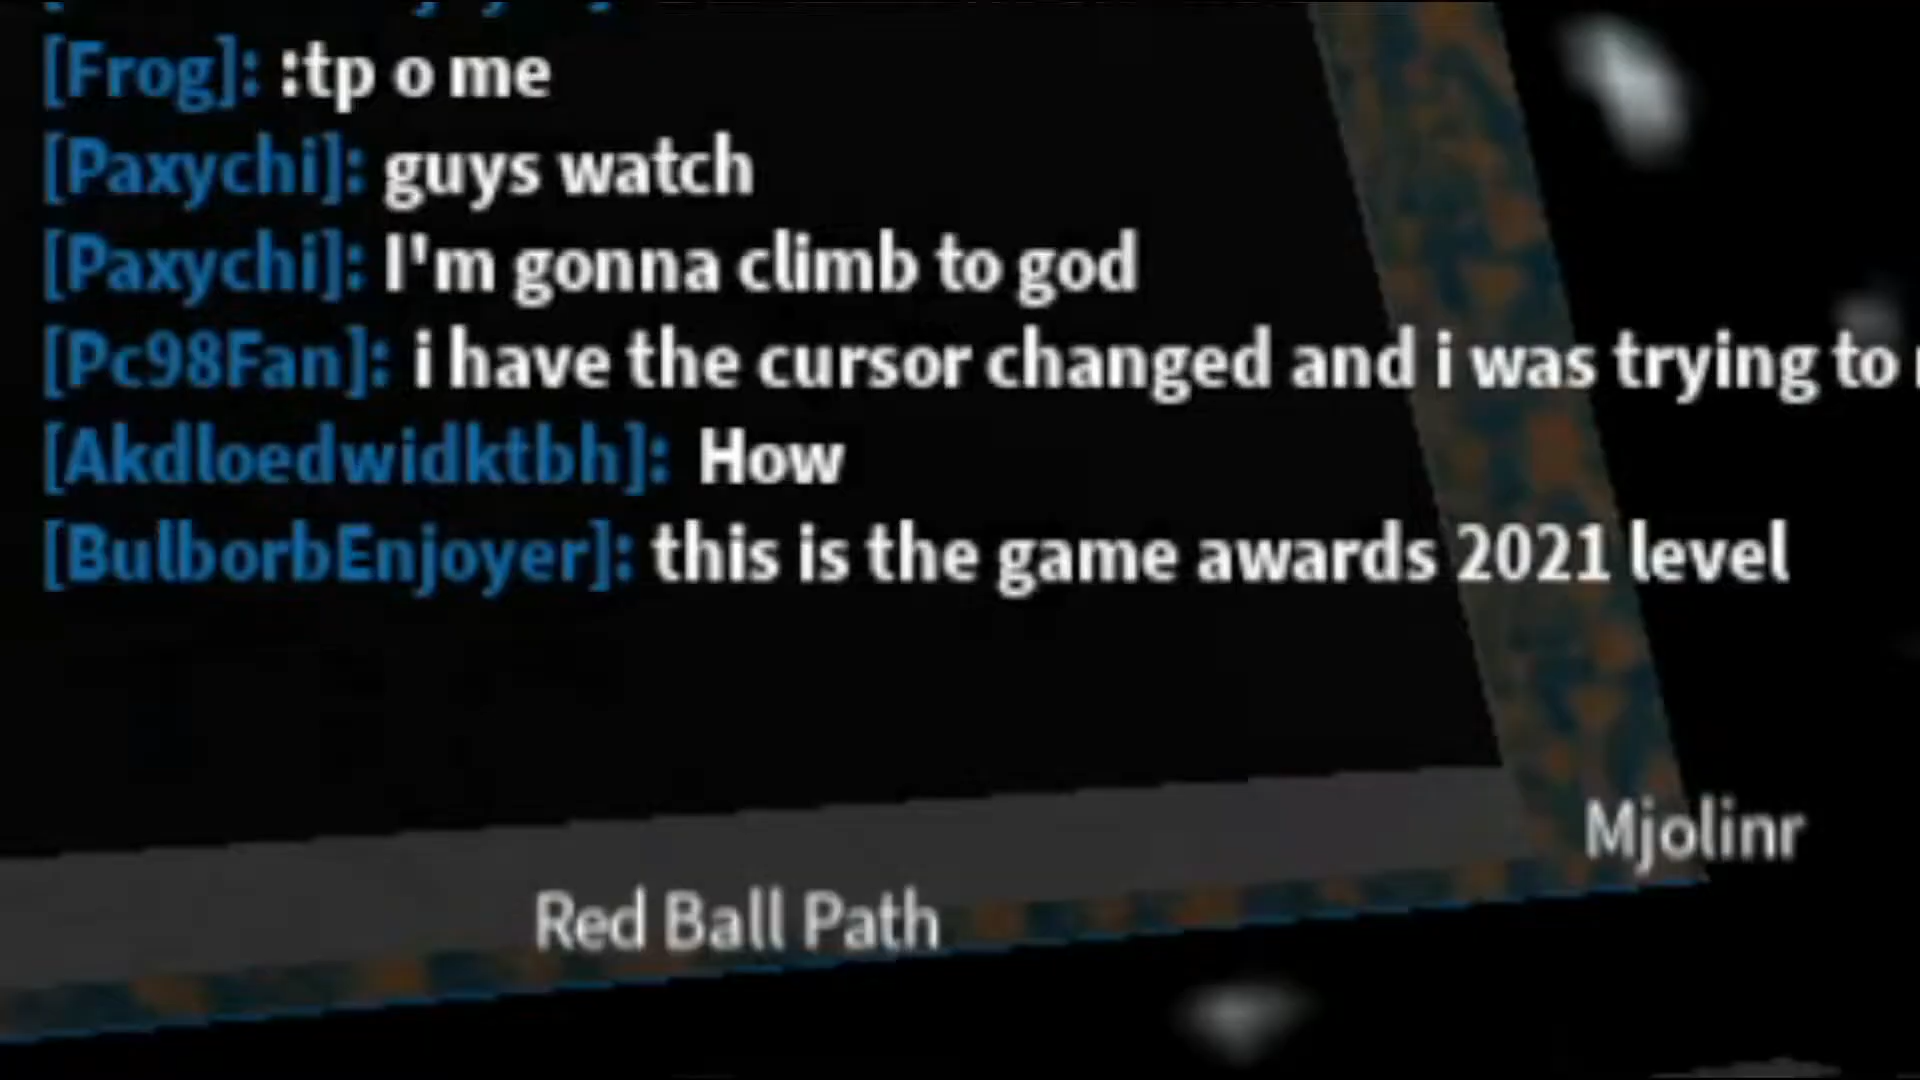 [Frog]: :tp o me
[Paxychi]: guys watch
[Paxychi]: I'm gonna climb to god
[Pc98Fan]: i have the cursor changed and i was trying to
[Akdloedwidktbh]: How
[BulborbEnjoyer]: this is the game awards 2021 level
Mjolinr
Red Ball Path